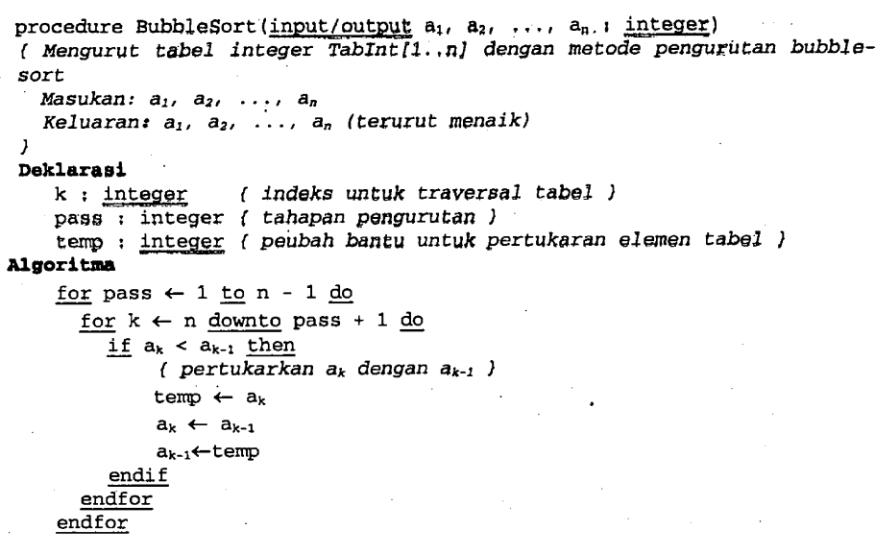 procedure BubbleSort(input/output a₁, a₂, ..., aₙ : integer)
{ Mengurut tabel integer TabInt[1..n] dengan metode pengurutan bubble-
sort
Masukan: a₁, a₂, ..., aₙ
Keluaran: a₁, a₂, ..., aₙ (terurut menaik)
}
Deklarasi
k : integer { indeks untuk traversal tabel }
pass : integer { tahapan pengurutan }
temp : integer { peubah bantu untuk pertukaran elemen tabel }
Algoritma
for pass ← 1 to n - 1 do
for k ← n downto pass + 1 do
if aₖ < aₖ₋₁ then
{ pertukarkan aₖ dengan aₖ₋₁ }
temp ← aₖ
aₖ ← aₖ₋₁
aₖ₋₁←temp
endif
endfor
endfor